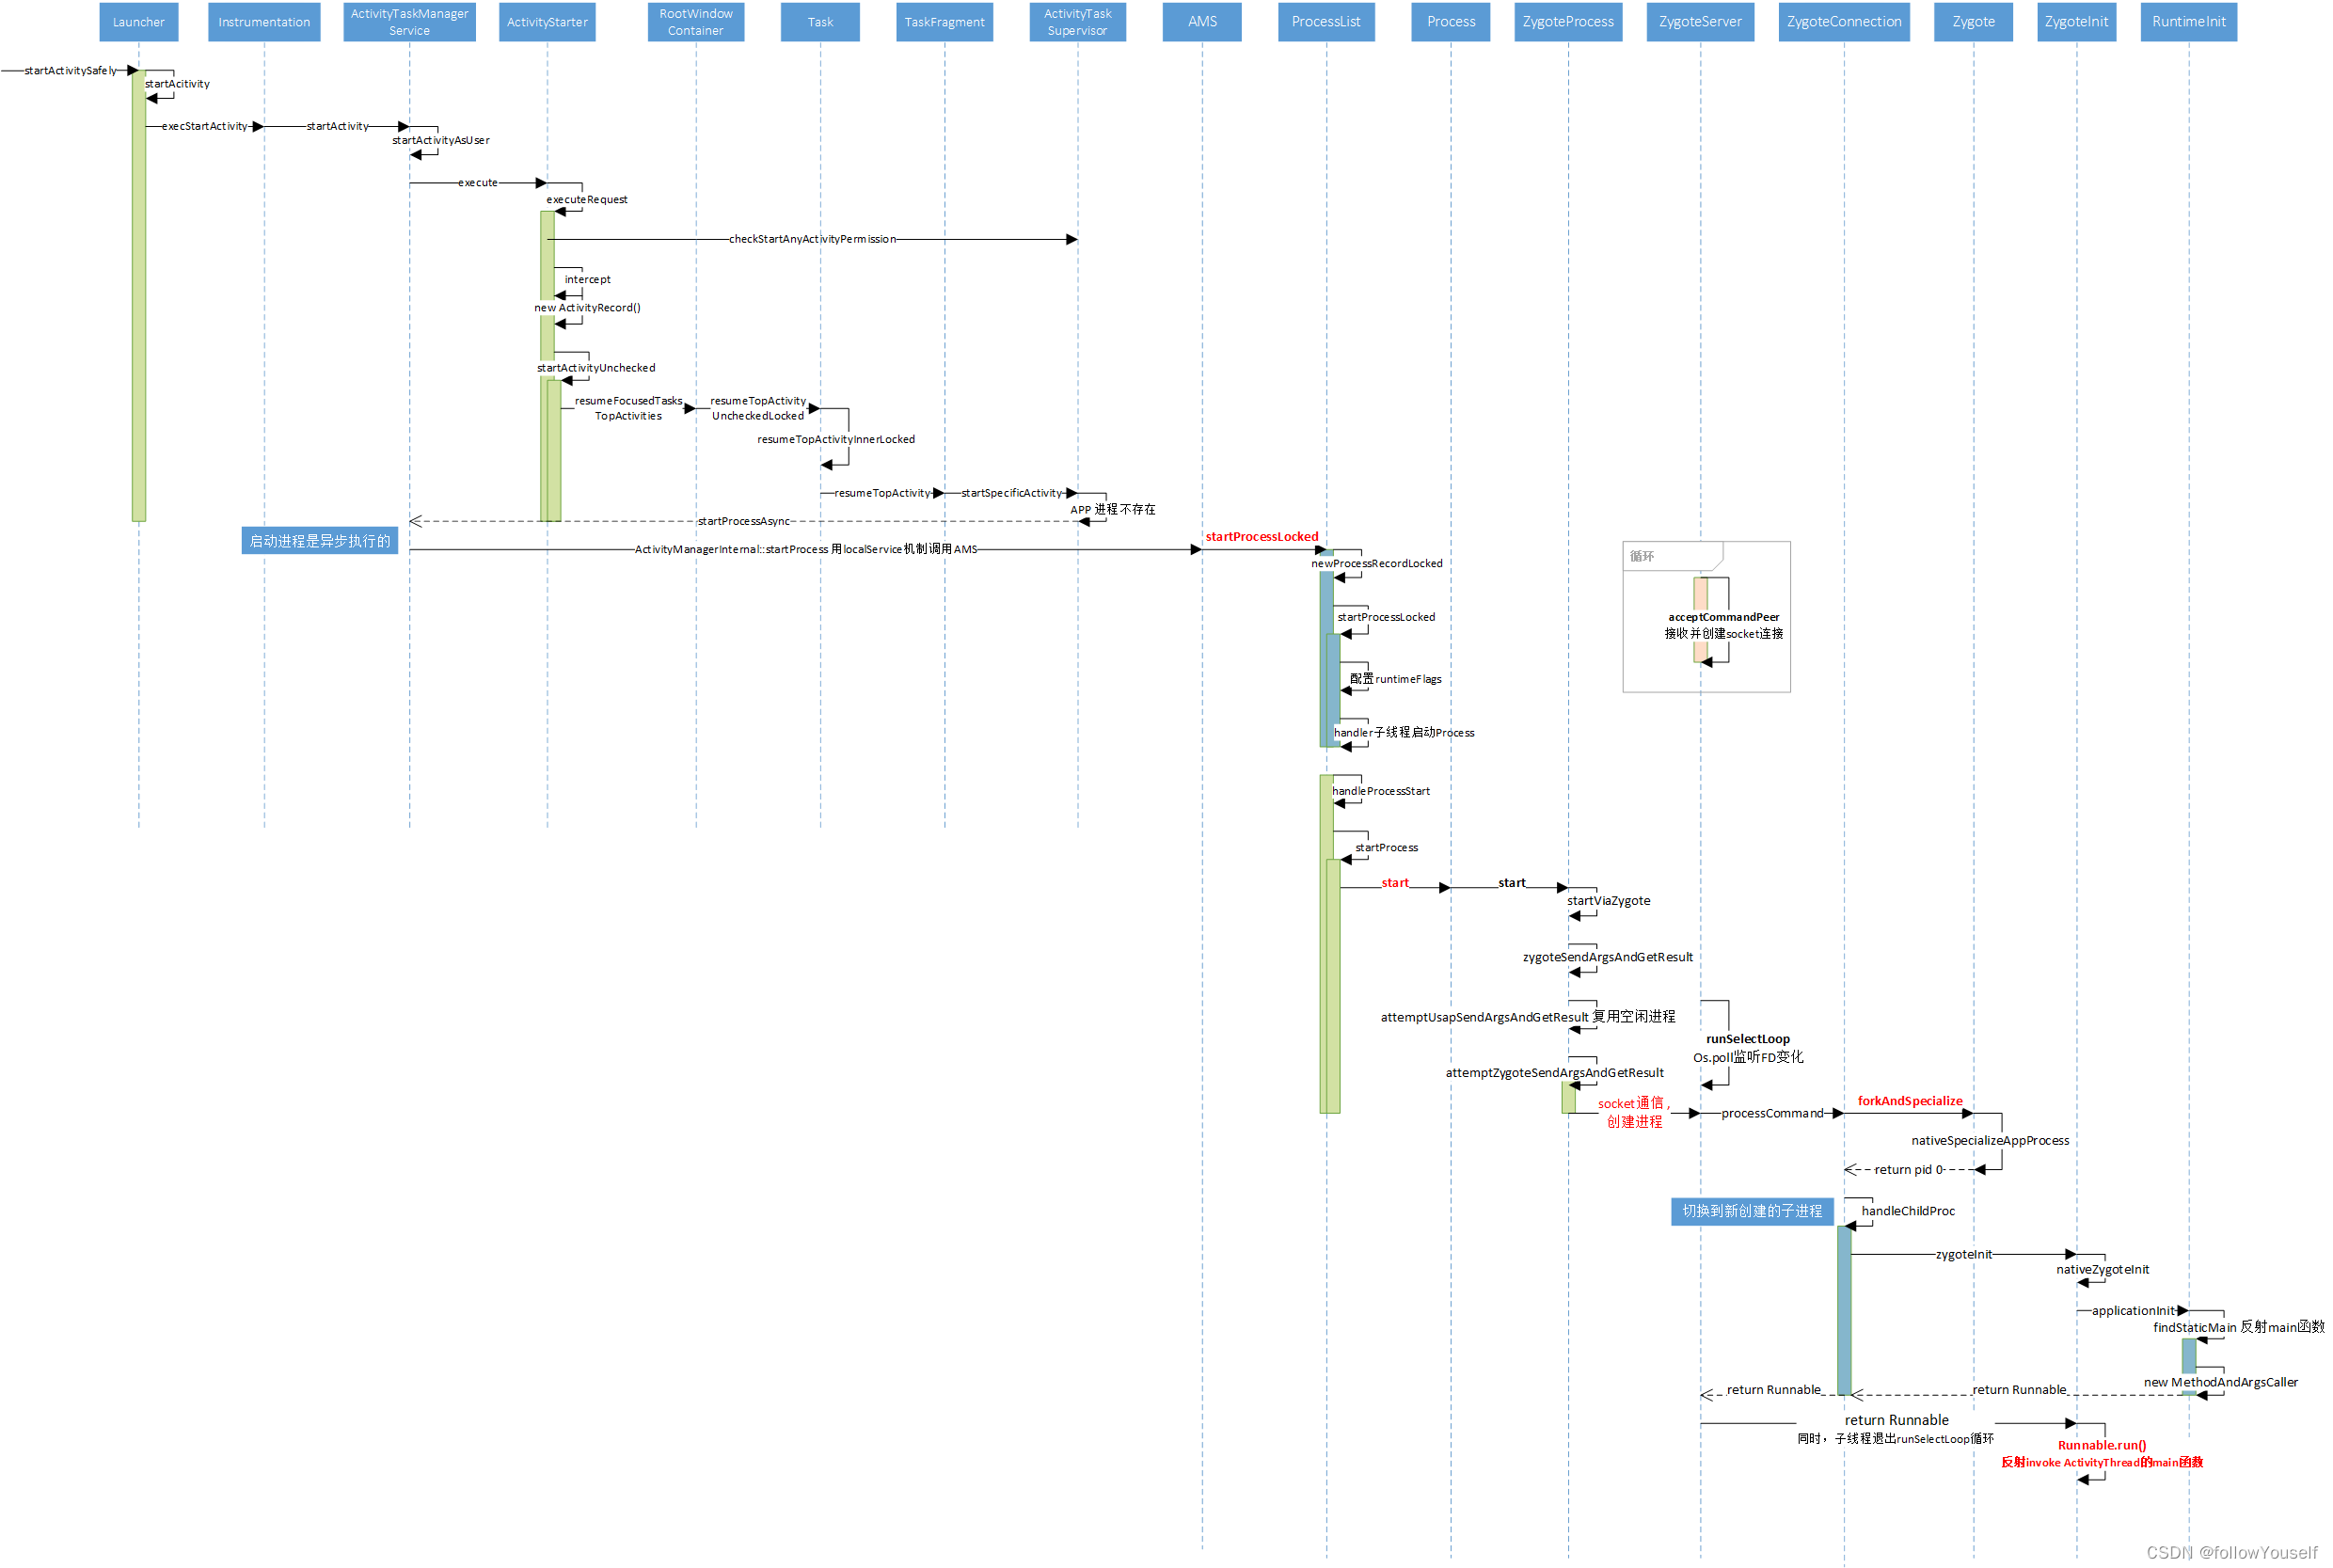 Launcher
Instrumentation
ActivityTaskManager
Service
ActivityStarter
RootWindow
Container
Task
TaskFragment
ActivityTask
Supervisor
AMS
ProcessList
Process
ZygoteProcess
ZygoteServer
ZygoteConnection
Zygote
ZygoteInit
RuntimeInit
startActivitySafely
startAcitivity
execStartActivity
startActivity
startActivityAsUser
execute
executeRequest
checkStartAnyActivityPermission
intercept
new ActivityRecord()
startActivityUnchecked
resumeFocusedTasks
TopActivities
resumeTopActivity
UncheckedLocked
resumeTopActivityInnerLocked
resumeTopActivity
startSpecificActivity
APP 进程不存在
startProcessAsync
启动进程是异步执行的
ActivityManagerInternal::startProcess 用localService机制调用AMS
startProcessLocked
newProcessRecordLocked
循环
acceptCommandPeer
接收并创建socket连接
startProcessLocked
配置runtimeFlags
handler子线程启动Process
handleProcessStart
startProcess
start
start
startViaZygote
zygoteSendArgsAndGetResult
attemptUsapSendArgsAndGetResult 复用空闲进程
runSelectLoop
Os.poll监听FD变化
attemptZygoteSendArgsAndGetResult
socket通信,
创建进程
processCommand
forkAndSpecialize
nativeSpecializeAppProcess
return pid 0
切换到新创建的子进程
handleChildProc
zygoteInit
nativeZygoteInit
applicationInit
findStaticMain 反射main函数
new MethodAndArgsCaller
return Runnable
return Runnable
return Runnable
同时，子线程退出runSelectLoop循环
Runnable.run()
反射invoke ActivityThread的main函数
CSDN @followYouself